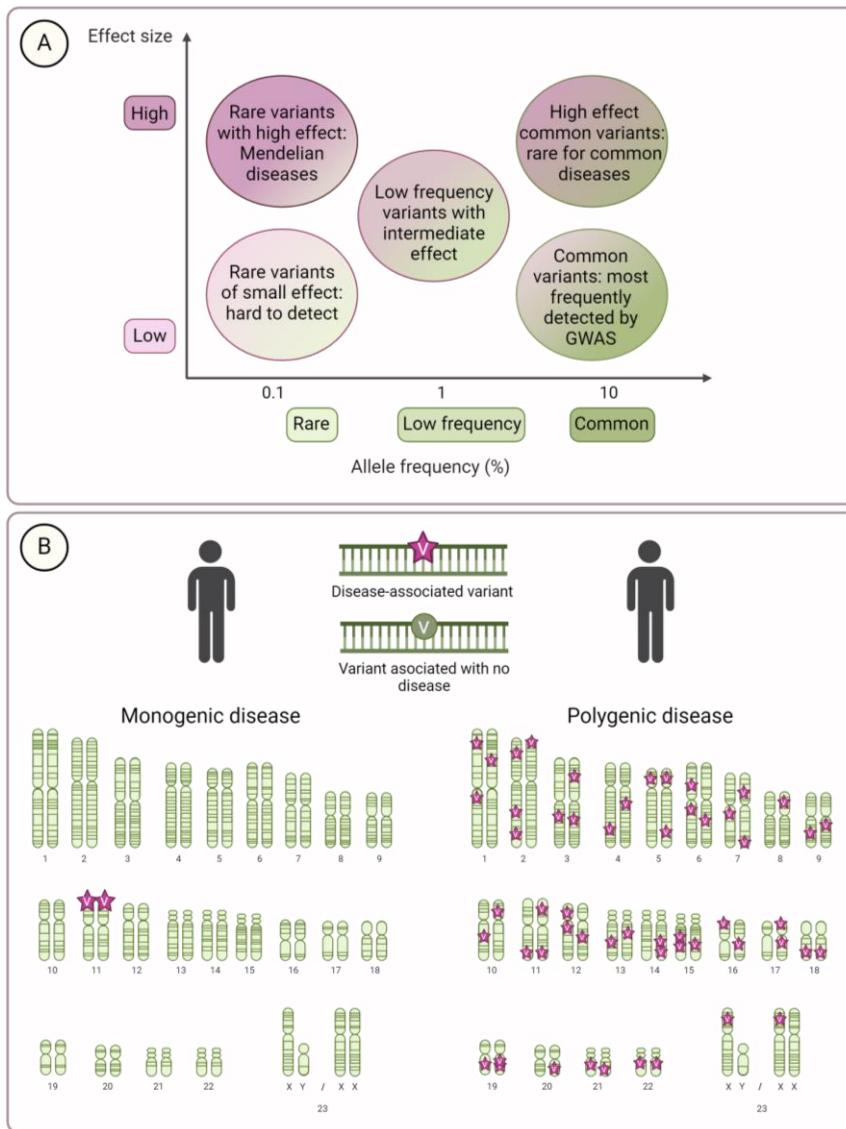 A
Effect size
High
Low
Rare variants
with high effect:
Mendelian
diseases
High effect
common variants:
rare for common
diseases
Low frequency
variants with
intermediate
effect
Rare variants
of small effect:
hard to detect
Common
variants: most
frequently
detected by
GWAS
0.1
1
10
Rare
Low frequency
Common
Allele frequency (%)
B
V
Disease-associated variant
V
Variant asociated with no
disease
Monogenic disease
1 2 3 4 5 6 7 8 9
V V
10 11 12 13 14 15 16 17 18
19 20 21 22 X Y / X X
23
Polygenic disease
1 2 3 4 5 6 7 8 9
10 11 12 13 14 15 16 17 18
19 20 21 22 X Y / X X
23